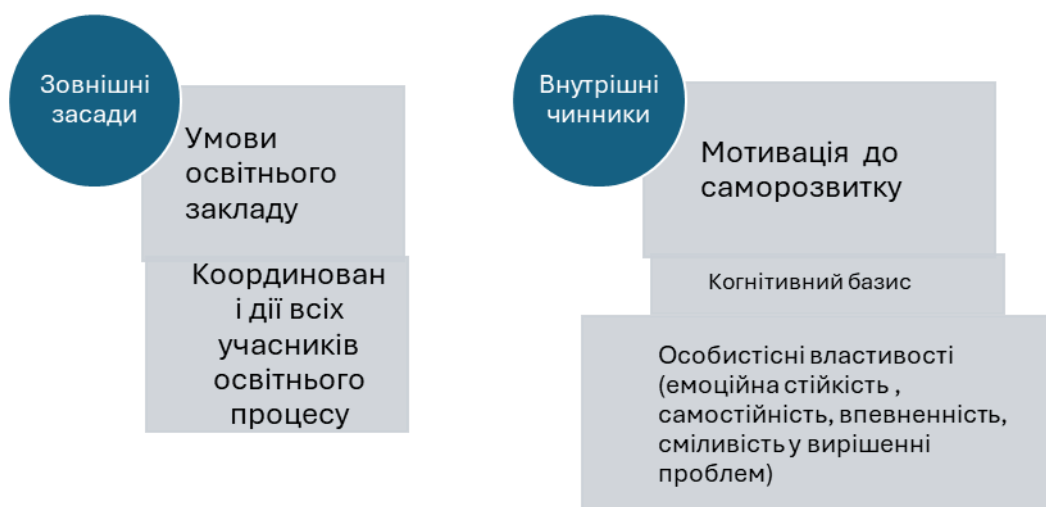 Зовнішні
засади
Умови
освітнього
закладу
Координован
і дії всіх
учасників
освітнього
процесу
Внутрішні
чинники
Мотивація до
саморозвитку
Когнітивний базис
Особистісні властивості
(емоційна стійкість ,
самостійність, впевненність,
сміливість у вирішенні
проблем)